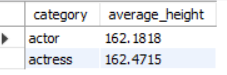 category average_height
actor 162.1818
actress 162.4715